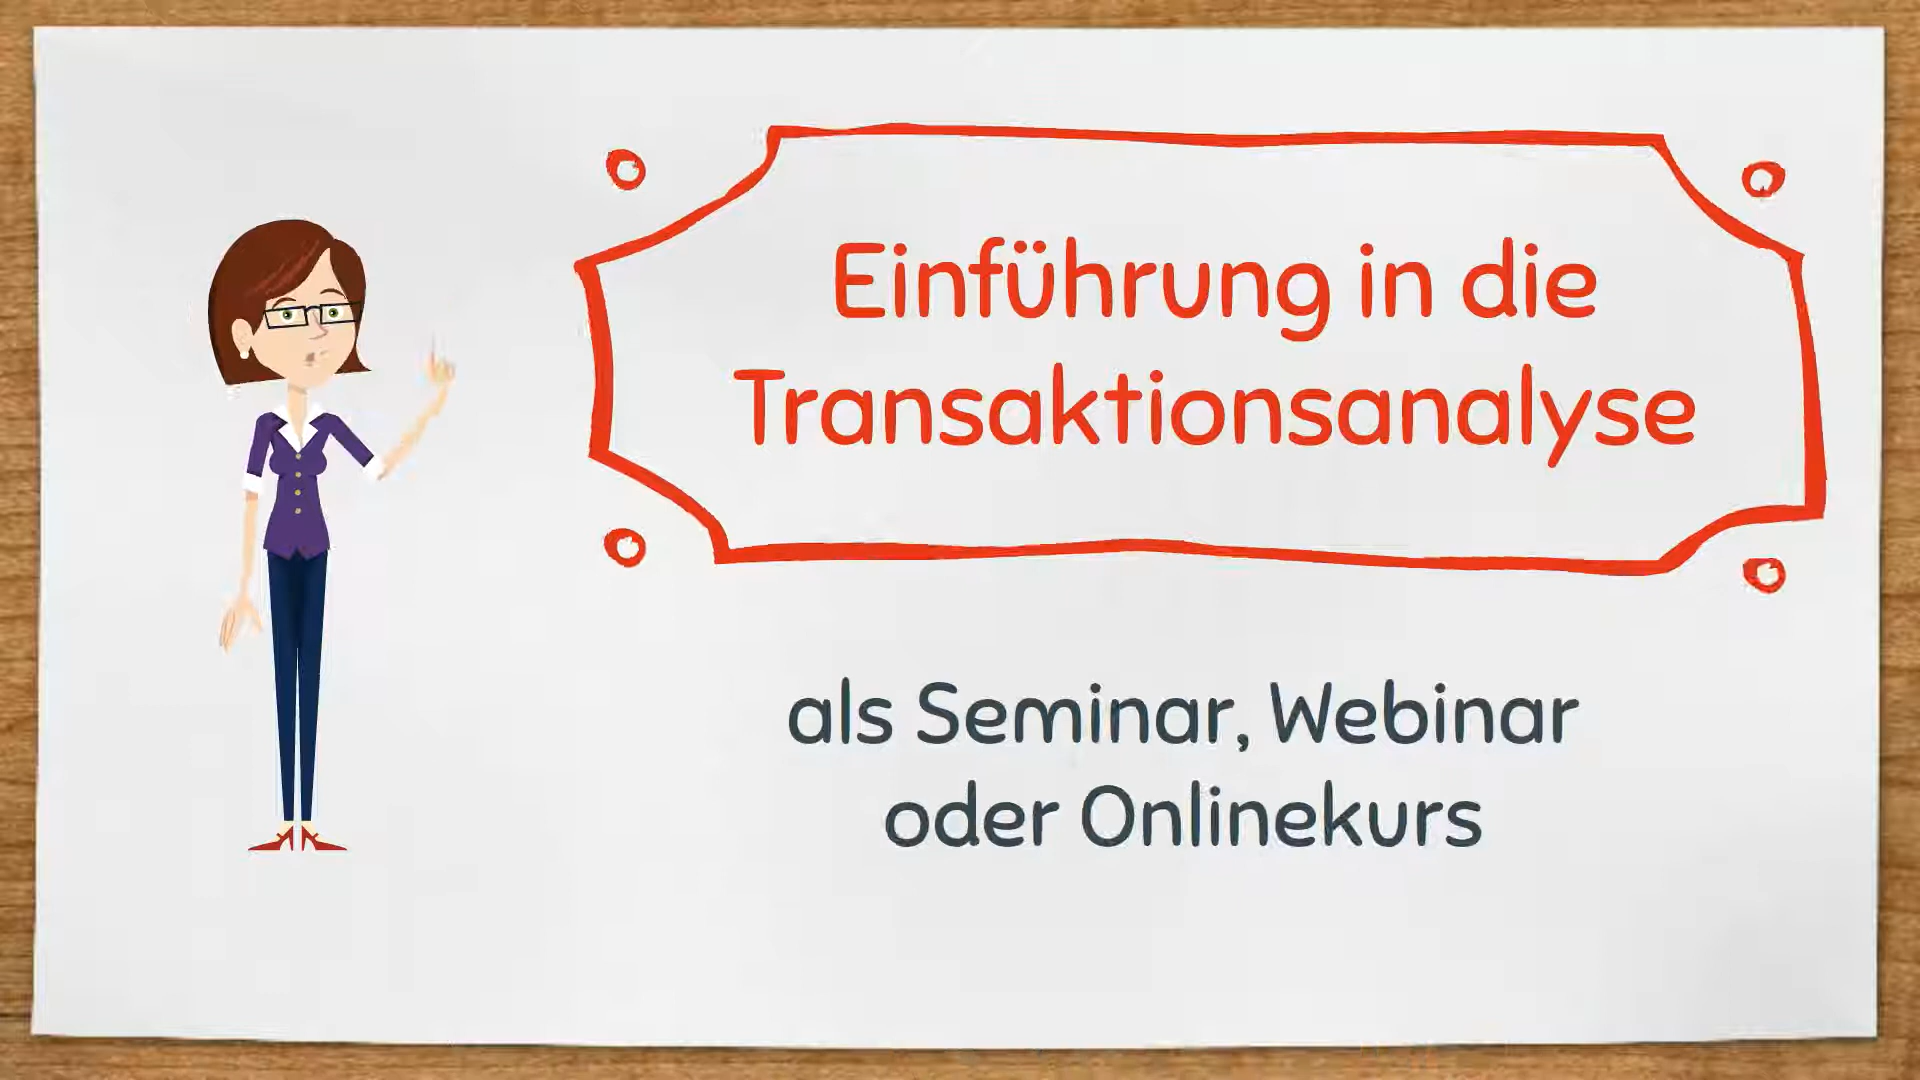 Einführung in die
Transaktionsanalyse
als Seminar, Webinar
oder Onlinekurs